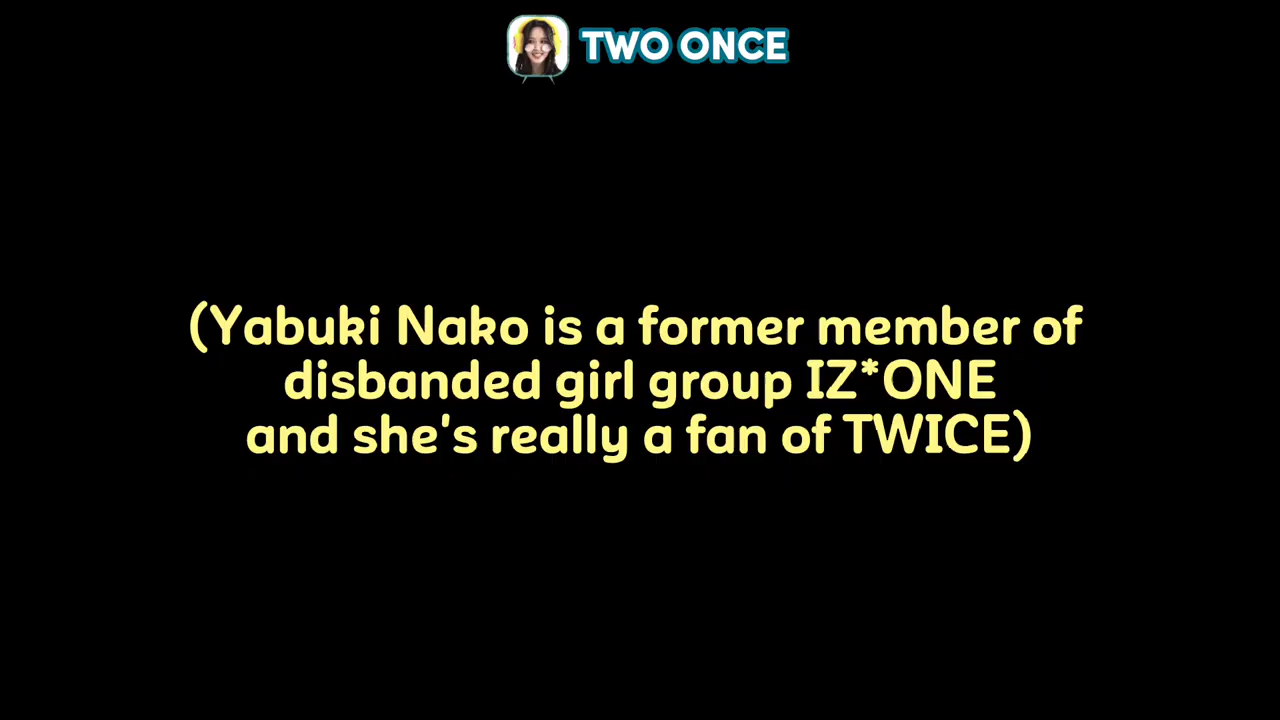 TWO ONCE
(Yabuki Nako is a former member of
disbanded girl group IZ*ONE
and she's really a fan of TWICE)